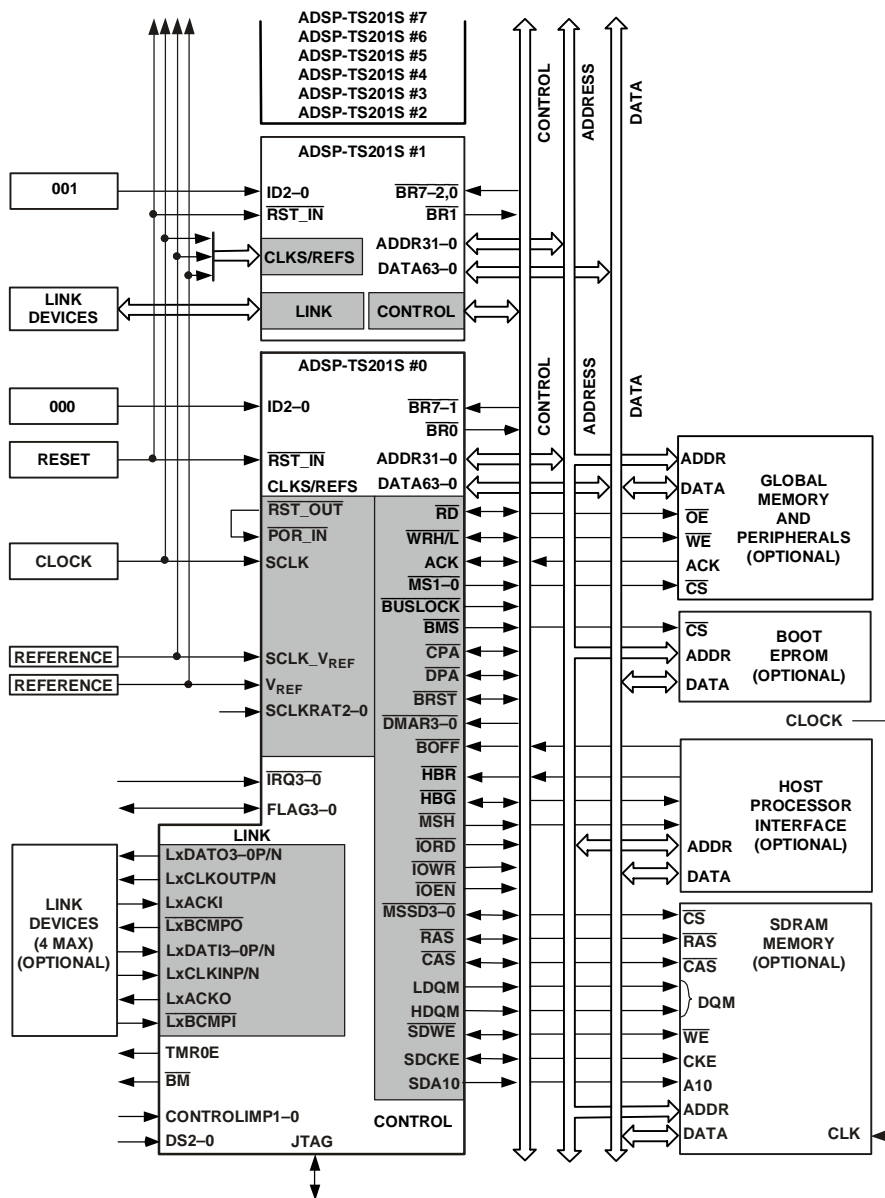 ADSP-TS201S #7
ADSP-TS201S #6
ADSP-TS201S #5
ADSP-TS201S #4
ADSP-TS201S #3
ADSP-TS201S #2
CONTROL
ADDRESS
DATA
ADSP-TS201S #1
001
ID2–0
BR7–2,0
RST_IN
BR1
ADDR31–0
CLKS/REFS
DATA63–0
LINK DEVICES
LINK
CONTROL
ADSP-TS201S #0
CONTROL
ADDRESS
DATA
000
ID2–0
BR7–1
BR0
RESET
RST_IN
ADDR31–0
CLKS/REFS
DATA63–0
RST_OUT
POR_IN
CLOCK
SCLK
REFERENCE
SCLK_VREF
REFERENCE
VREF
SCLKRAT2–0
RD
WRH/L
ACK
MS1–0
BUSLOCK
BMS
CPA
DPA
BRST
DMAR3–0
BOFF
HBR
HBG
MSH
IORD
IOWR
IOEN
MSSD3–0
RAS
CAS
LDQM
HDQM
SDWE
SDCKE
SDA10
CONTROL
IRQ3–0
FLAG3–0
LINK
LINK
DEVICES
(4 MAX)
(OPTIONAL)
LxDATO3–0P/N
LxCLKOUTP/N
LxACKI
LxBCMPO
LxDATI3–0P/N
LxCLKINP/N
LxACKO
LxBCMPI
TMR0E
BM
CONTROLIMP1–0
DS2–0
JTAG
ADDR
DATA
OE
WE
ACK
CS
GLOBAL
MEMORY
AND
PERIPHERALS
(OPTIONAL)
CS
ADDR
DATA
BOOT
EPROM
(OPTIONAL)
CLOCK
HOST
PROCESSOR
INTERFACE
(OPTIONAL)
ADDR
DATA
SDRAM
MEMORY
(OPTIONAL)
CS
RAS
CAS
DQM
WE
CKE
A10
ADDR
DATA
CLK